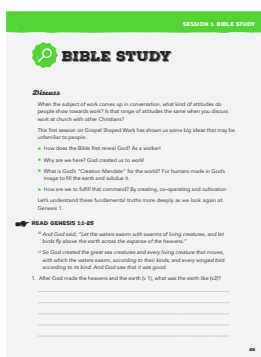 SESSION 1: BIBLE STUDY
BIBLE STUDY
Discuss
When the subject of work comes up in conversation, what kind of attitudes do
people show towards work? Is that range of attitudes the same when you discuss
work at church with other Christians?
This first session on Gospel Shaped Work has shown us some big ideas that may be
unfamiliar to people.
• How does the Bible first reveal God? As a worker!
• Why are we here? God created us to work!
• What is God's "Creation Mandate" for the world? For humans made in God's
image to fill the earth and subdue it.
• How are we to fulfill that command? By creating, co-operating and cultivation
Let's understand these fundamental truths more deeply as we look again at
Genesis 1.
READ GENESIS 1:1-25
20 And God said, "Let the waters swarm with swarms of living creatures, and let
birds fly above the earth across the expanse of the heavens."
21 So God created the great sea creatures and every living creature that moves,
with which the waters swarm, according to their kinds, and every winged bird
according to its kind. And God saw that it was good.
1. After God made the heavens and the earth (v 1), what was the earth like (v2)?